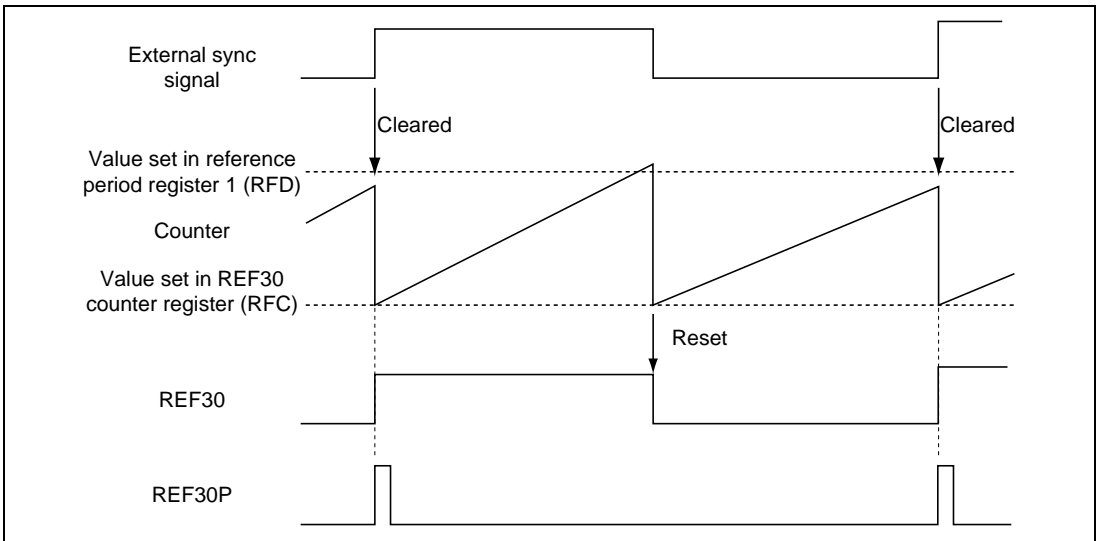 External sync
signal
Cleared
Cleared
Value set in reference
period register 1 (RFD)
Counter
Value set in REF30
counter register (RFC)
Reset
REF30
REF30P